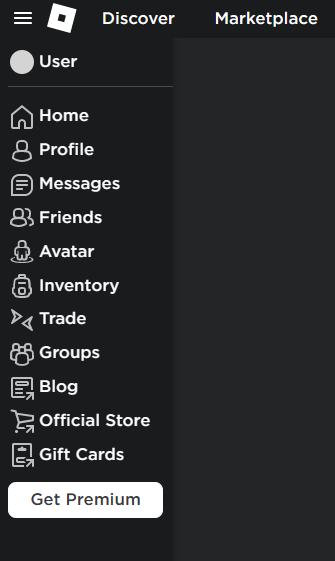 Discover Marketplace
User
Home
Profile
Messages
Friends
Avatar
Inventory
Trade
Groups
Blog
Official Store
Gift Cards
Get Premium